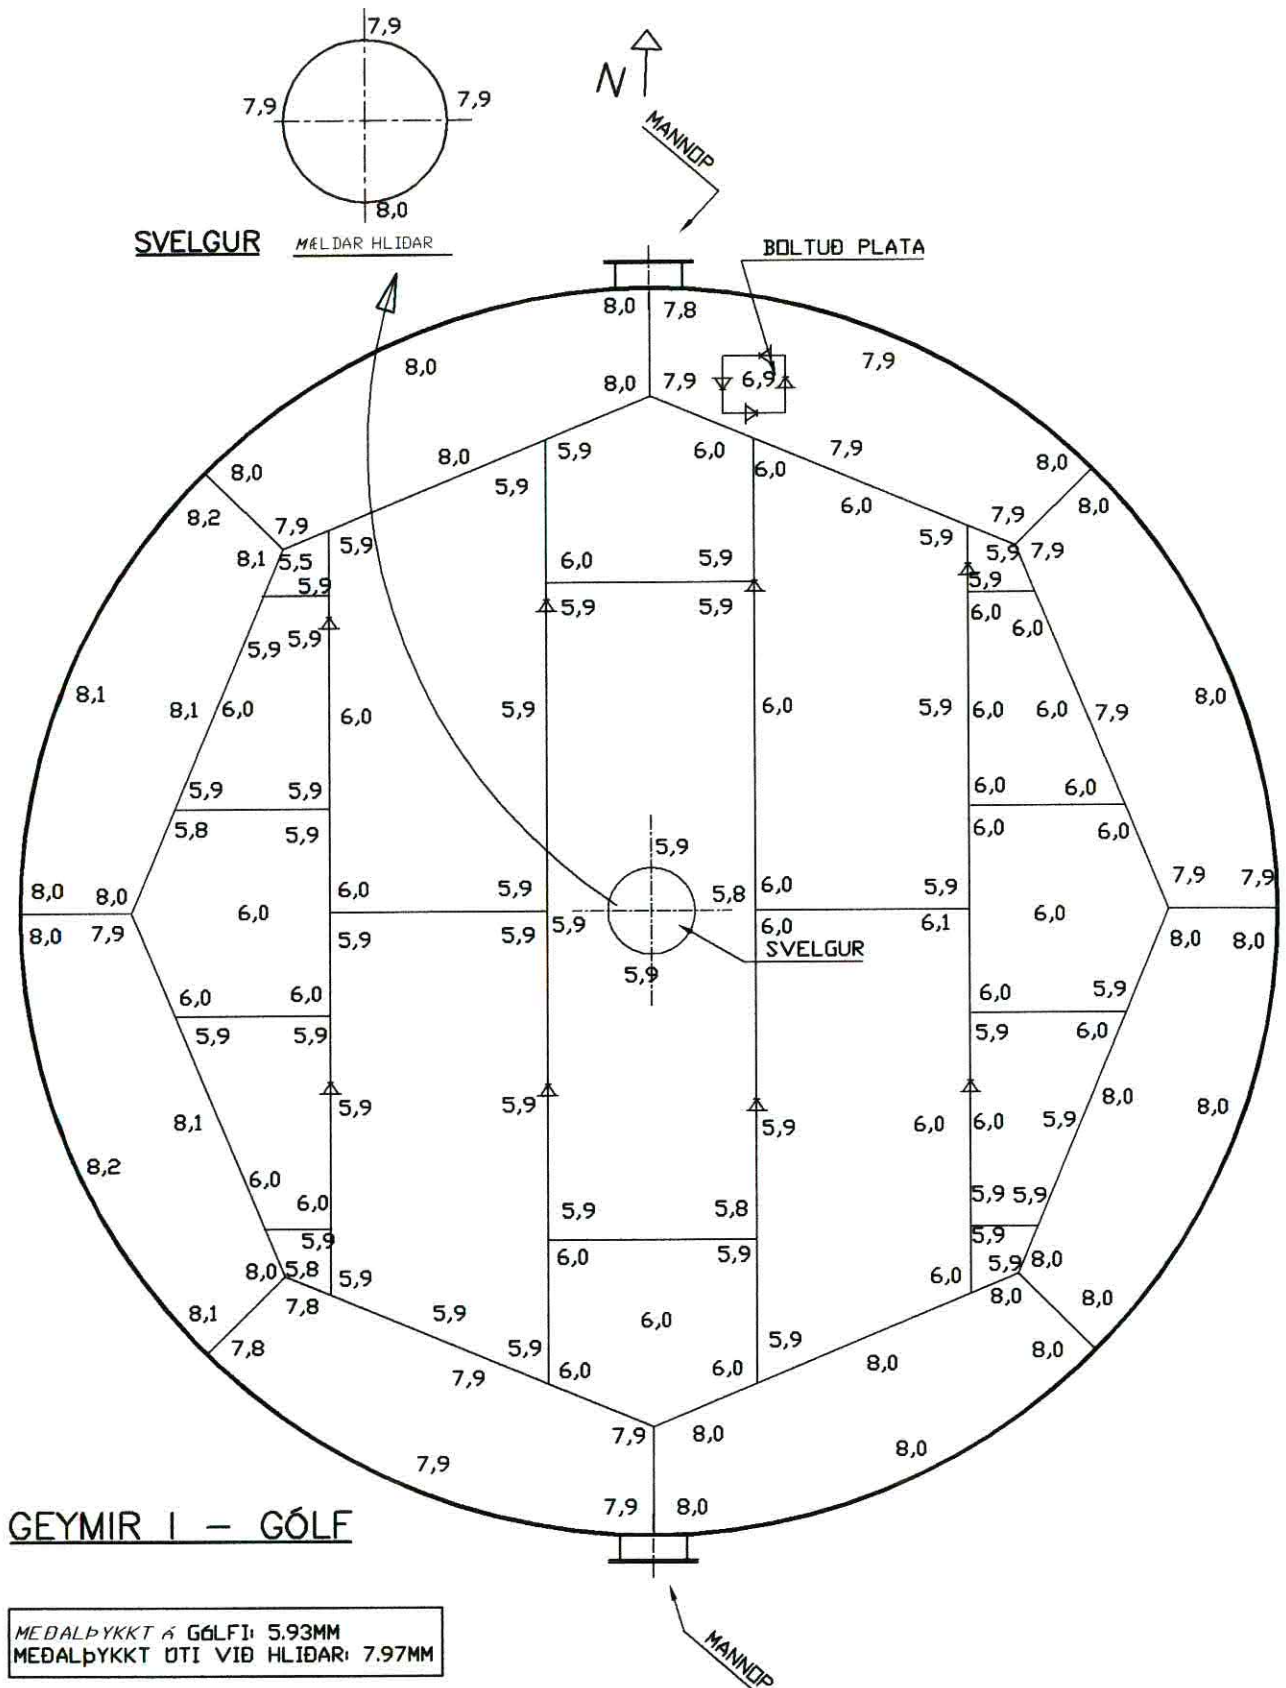 7,9
7,9 7,9
8,0
SVELGUR MÆLDAR HLIÐAR
N
MANNOP
BOLTUÐ PLATA
8,0 7,8
8,0 7,9
8,0 7,9 6,9
8,0 8,0 5,9 6,0 6,0 7,9 8,0
8,2 5,9 6,0 8,0
7,9 7,9
8,1 5,5 5,9 5,9 5,9 7,9
5,9 6,0 5,9 5,9
5,9 5,9 5,9 6,0 6,0
5,9
8,1 8,1 6,0 6,0 5,9 6,0 5,9 6,0 6,0 7,9 8,0
5,9 5,9 6,0 6,0
5,8 5,9 6,0 6,0
5,9
8,0 8,0 6,0 5,9 5,8 6,0 5,9 7,9 7,9
6,0 5,9 6,0 6,1 6,0
8,0 7,9 5,9 5,9 8,0 8,0
SVELGUR
5,9
6,0 6,0 6,0 5,9
5,9 5,9 5,9 6,0
8,1 5,9 5,9 5,9 6,0 6,0 5,9 8,0 8,0
8,2
6,0 6,0 5,9 5,8 5,9 5,9
5,9 6,0 5,9 5,9
8,0 5,8 5,9 6,0 5,9 8,0
8,1 7,8 5,9 6,0 8,0 8,0
7,8 5,9 5,9 8,0
7,9 6,0 6,0 8,0
7,9 8,0
7,9 8,0
7,9 8,0
GEYMIR I – GÓLF
MEÐALÞYKKT Á GÓLFI: 5.93MM
MEÐALÞYKKT ÚTI VIÐ HLIÐAR: 7.97MM
MANNOP